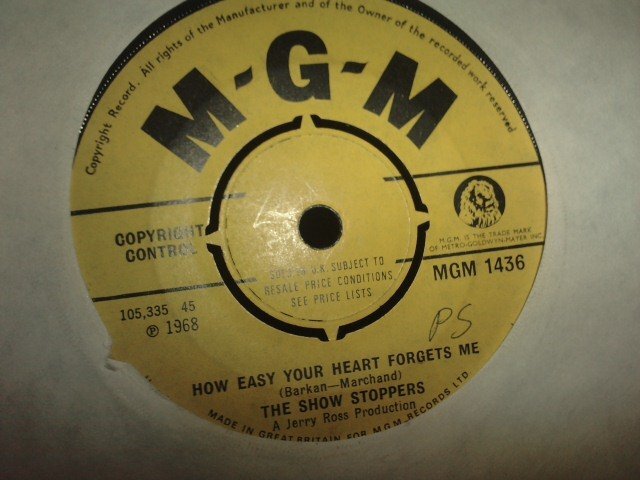 Copyright Record. All rights of the Manufacturer and of the Owner of the recorded work reserved
M-G-M
COPYRIGHT
CONTROL
M.G.M. IS THE TRADE MARK
OF METRO-GOLDWYN-MAYER INC
SOLD IN U.K. SUBJECT TO
RESALE PRICE CONDITIONS,
SEE PRICE LISTS
MGM 1436
105,335 45
℗ 1968
PS
HOW EASY YOUR HEART FORGETS ME
(Barkan—Marchand)
THE SHOW STOPPERS
A Jerry Ross Production
MADE IN GREAT BRITAIN FOR M.G.M. RECORDS LTD